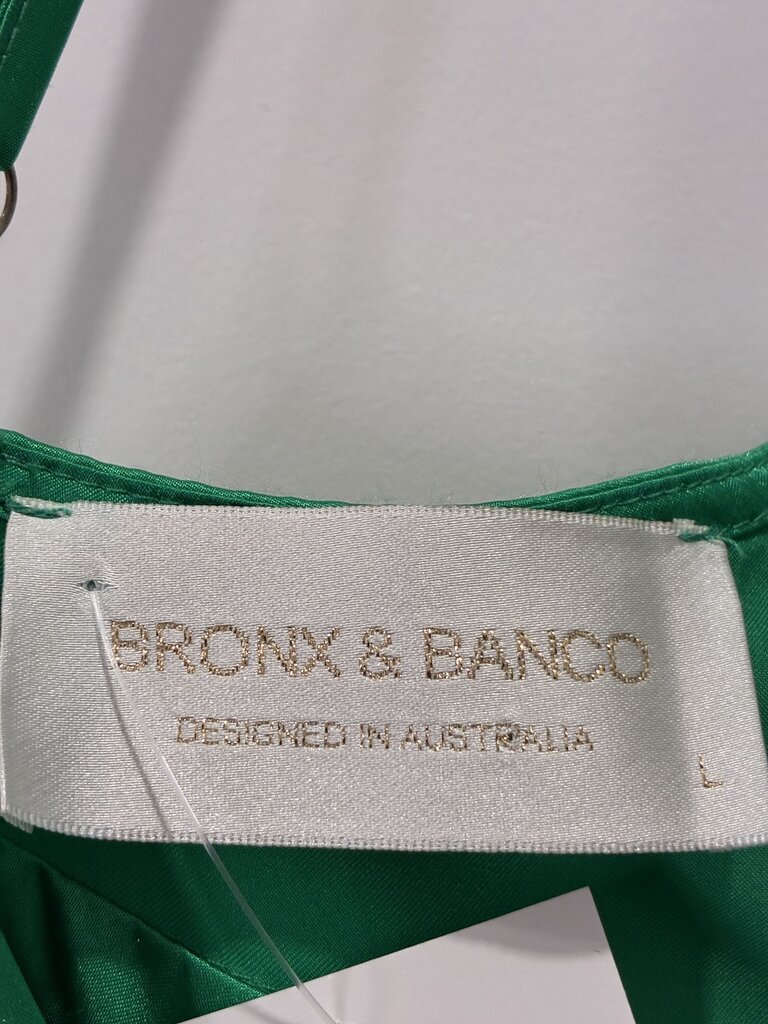 BRONX & BANCO
DESIGNED IN AUSTRALIA
L